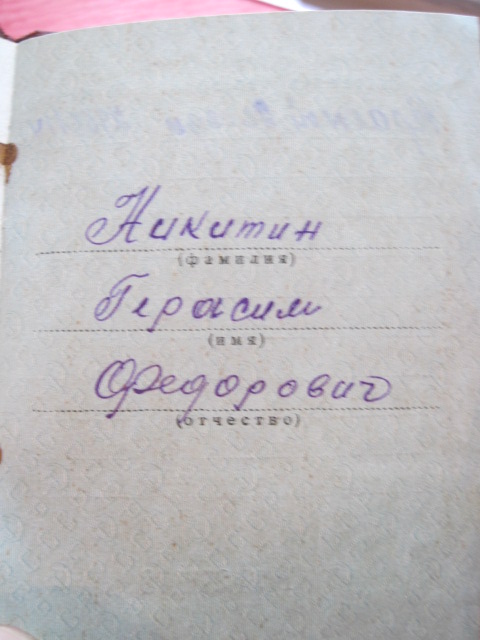 Никитин
(фамилия)
Герасим
(имя)
Федорович
(отчество)